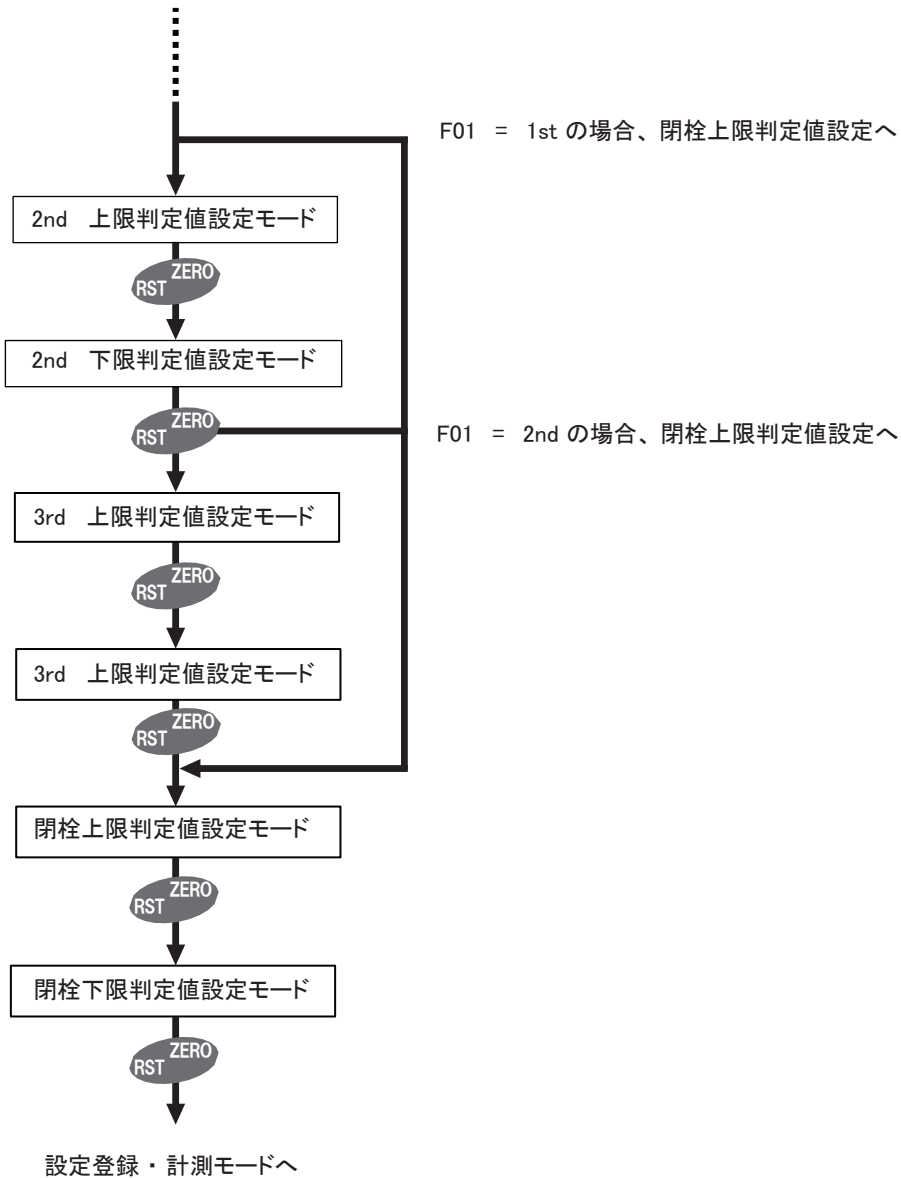 F01 = 1st の場合、閉栓上限判定値設定へ
2nd 上限判定値設定モード
RST ZERO
2nd 下限判定値設定モード
RST ZERO
F01 = 2nd の場合、閉栓上限判定値設定へ
3rd 上限判定値設定モード
RST ZERO
3rd 上限判定値設定モード
RST ZERO
閉栓上限判定値設定モード
RST ZERO
閉栓下限判定値設定モード
RST ZERO
設定登録・計測モードへ